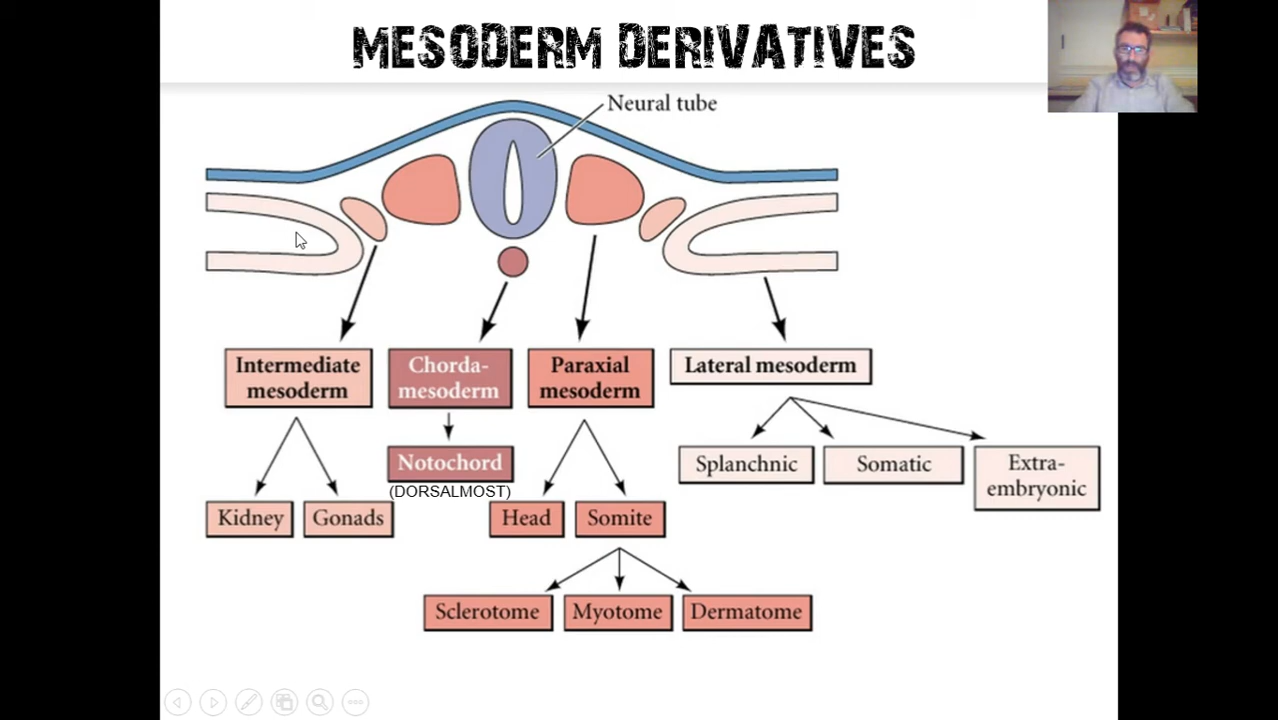 MESODERM DERIVATIVES
Neural tube
Intermediate
mesoderm
Chorda-
mesoderm
Paraxial
mesoderm
Lateral mesoderm
Notochord
(DORSALMOST)
Splanchnic
Somatic
Extra-
embryonic
Kidney
Gonads
Head
Somite
Sclerotome
Myotome
Dermatome